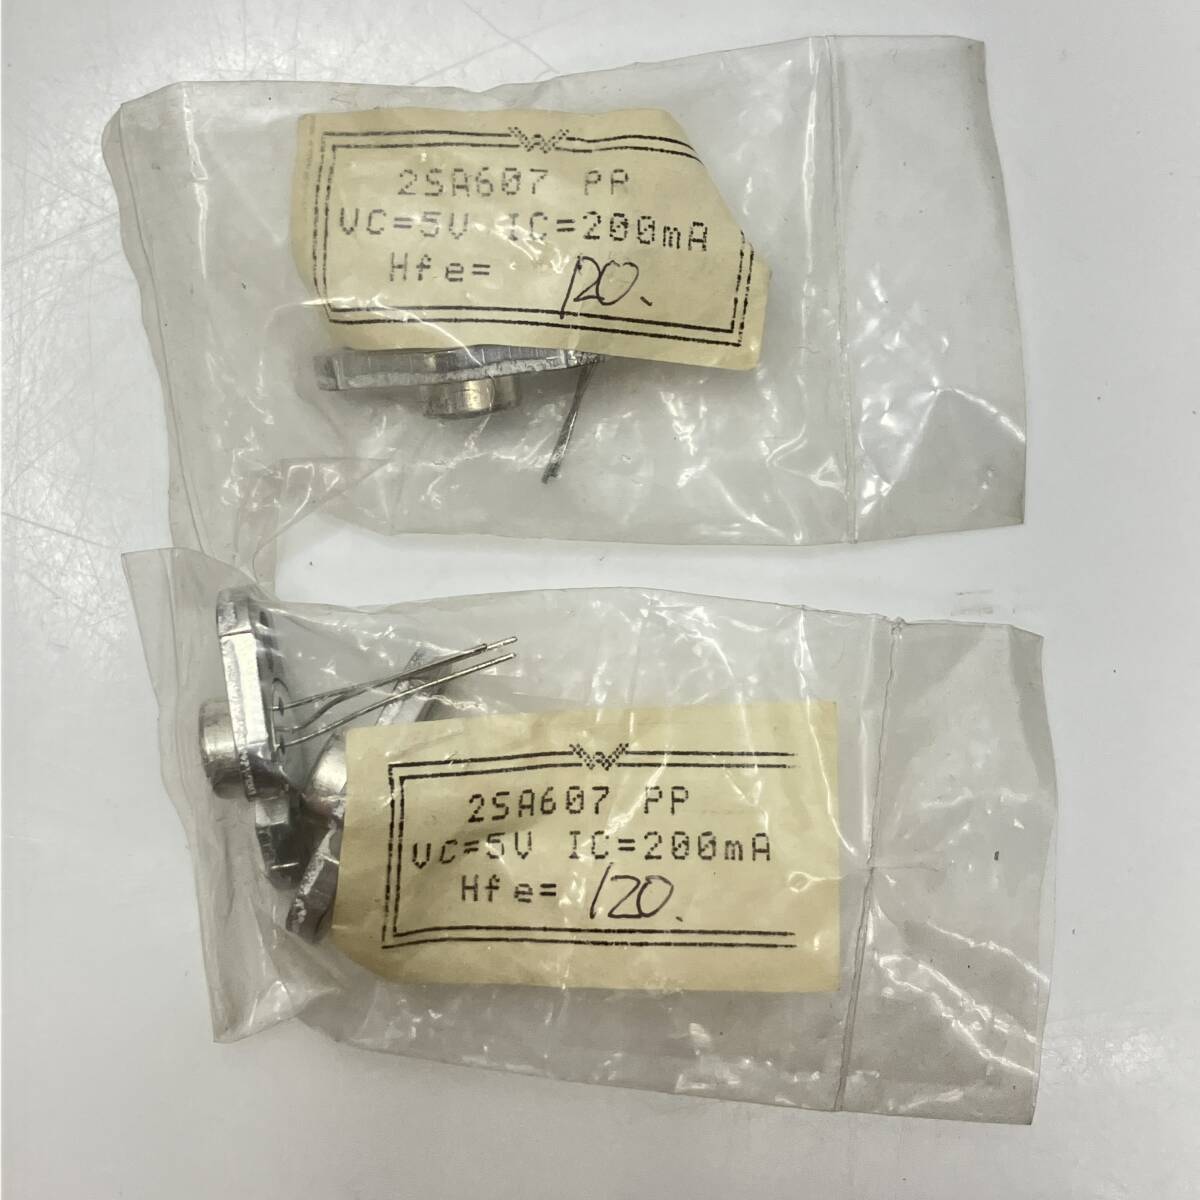 2SA607 PP
VC=5V IC=200mA
Hfe= 120.
2SA607 PP
VC=5V IC=200mA
Hfe= 120.